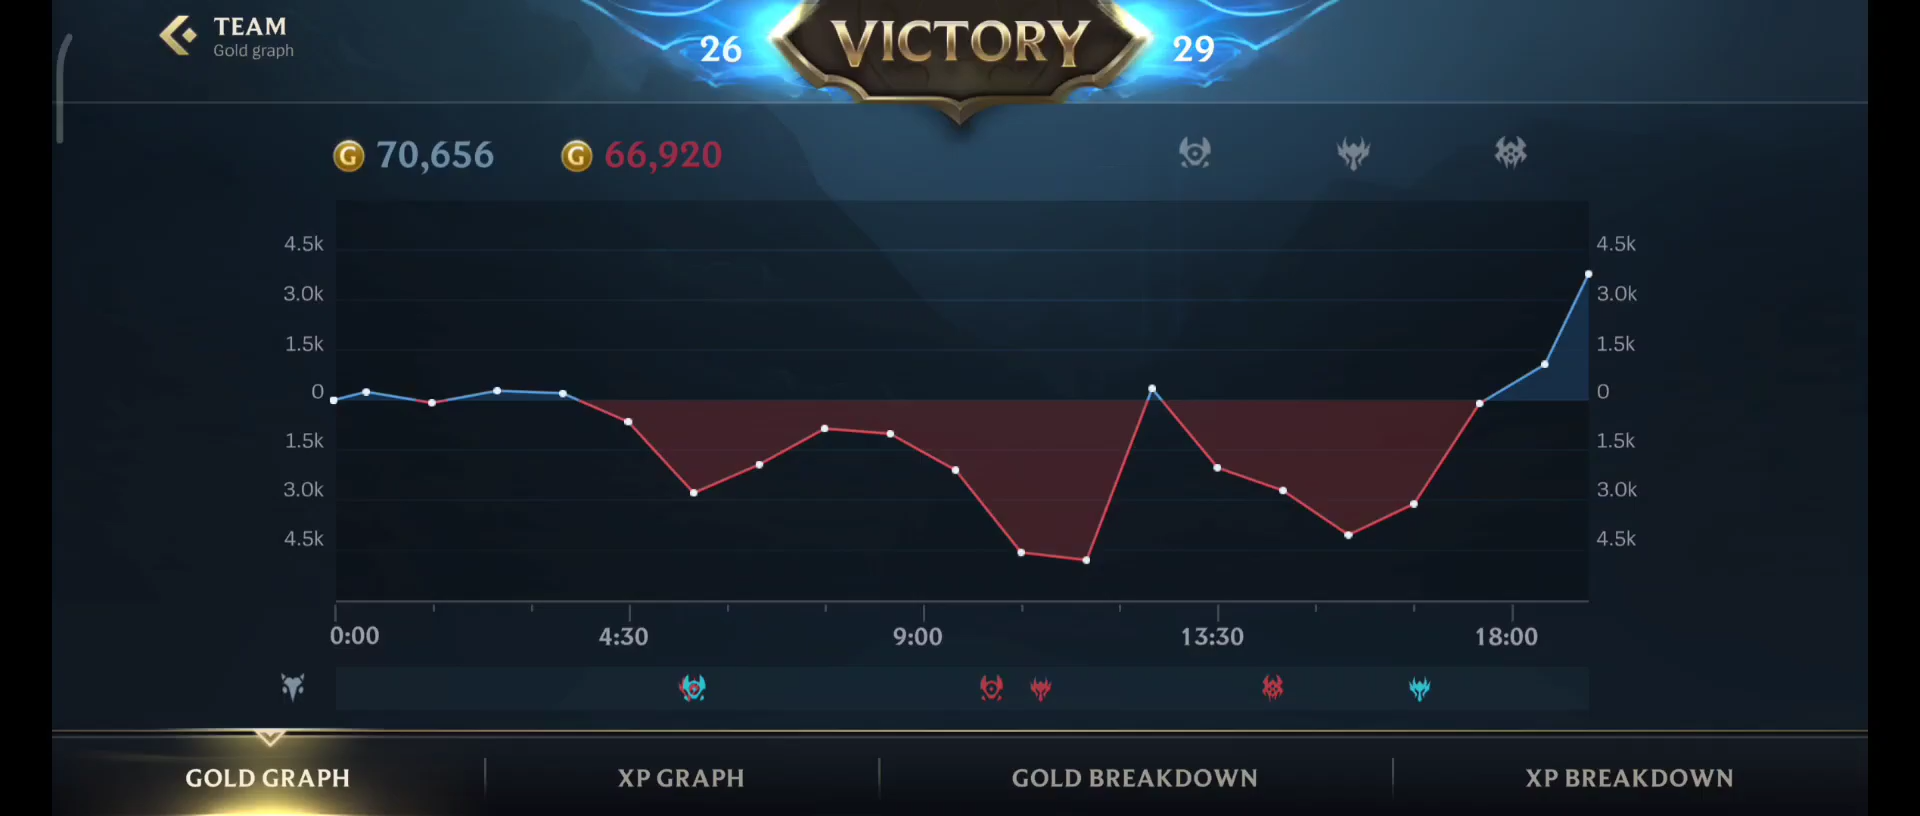 TEAM
Gold graph
26 VICTORY 29
G 70,656 G 66,920
4.5k 4.5k
3.0k 3.0k
1.5k 1.5k
0 0
1.5k 1.5k
3.0k 3.0k
4.5k 4.5k
0:00 4:30 9:00 13:30 18:00
GOLD GRAPH XP GRAPH GOLD BREAKDOWN XP BREAKDOWN